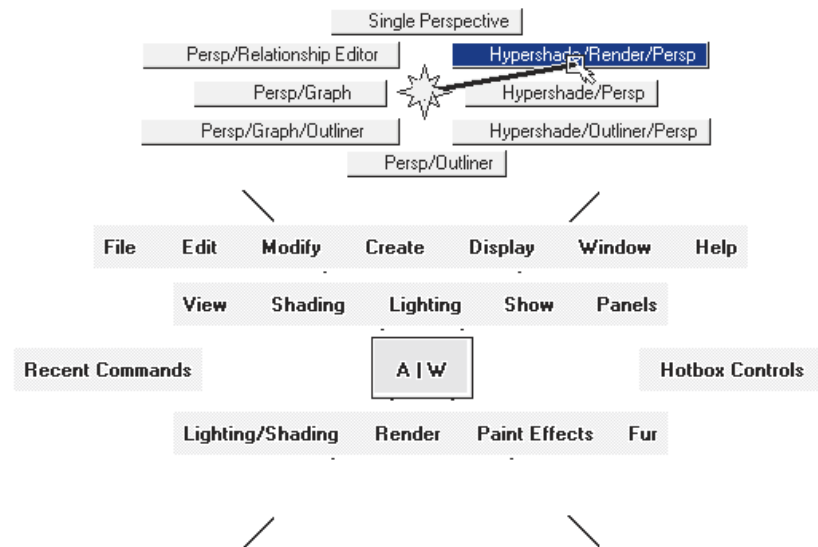 Single Perspective
Persp/Relationship Editor Hypershade/Render/Persp
Persp/Graph Hypershade/Persp
Persp/Graph/Outliner Hypershade/Outliner/Persp
Persp/Outliner
File Edit Modify Create Display Window Help
View Shading Lighting Show Panels
Recent Commands A|W Hotbox Controls
Lighting/Shading Render Paint Effects Fur